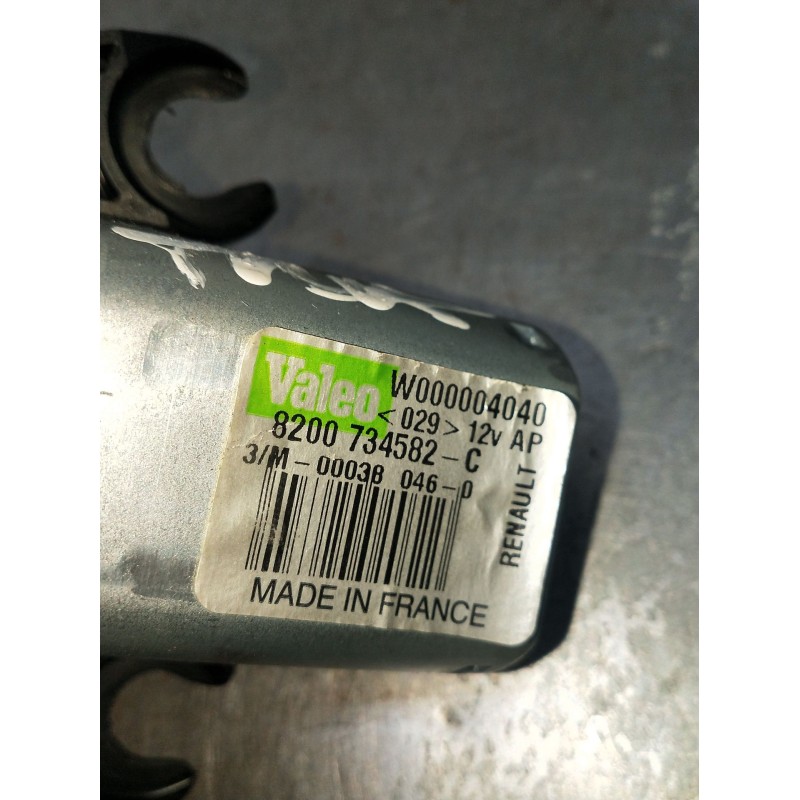 Valeo
W000004040
<029> 12v AP
8200 734582-C
3/M-00038 046-0
RENAULT
MADE IN FRANCE